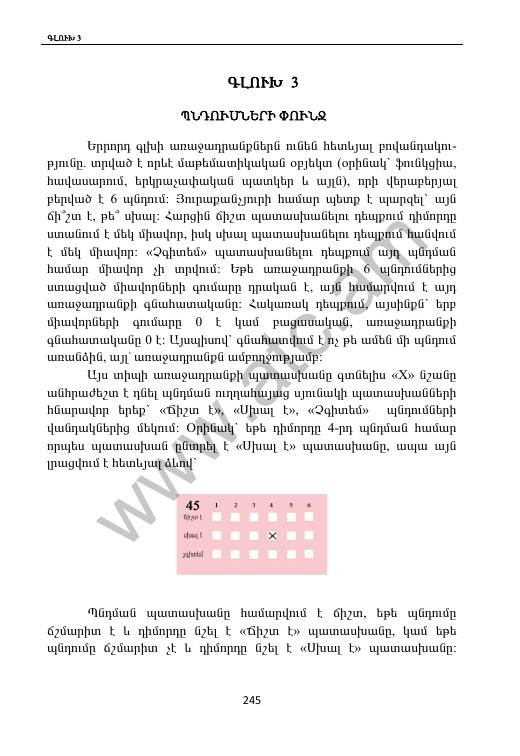 ԳԼՈՒԽ 3
ԳԼՈՒԽ 3
ՊՆԴՈՒՄՆԵՐԻ ՓՈՒՆՋ
Երրորդ գլխի առաջադրանքներն ունեն հետևյալ բովանդակու-
թյունը. տրված է որևէ մաթեմատիկական օբյեկտ (օրինակ՝ ֆունկցիա,
հավասարում, երկրաչափական պատկեր և այլն), որի վերաբերյալ
բերված է 6 պնդում: Յուրաքանչյուրի համար պետք է պարզել՝ այն
ճի՞շտ է, թե՞ սխալ: Հարցին ճիշտ պատասխանելու դեպքում դիմորդը
ստանում է մեկ միավոր, իսկ սխալ պատասխանելու դեպքում հանվում
է մեկ միավոր: «Չգիտեմ» պատասխանելու դեպքում այդ պնդման
համար միավոր չի տրվում: Եթե առաջադրանքի 6 պնդումներից
ստացված միավորների գումարը դրական է, այն համարվում է այդ
առաջադրանքի գնահատականը: Հակառակ դեպքում, այսինքն՝ երբ
միավորների գումարը 0 է կամ բացասական, առաջադրանքի
գնահատականը 0 է: Այսպիսով՝ գնահատվում է ոչ թե ամեն մի պնդում
առանձին, այլ՝ առաջադրանքն ամբողջությամբ:
Այս տիպի առաջադրանքի պատասխանը գտնելիս «X» նշանը
անհրաժեշտ է դնել պնդման ուղղահայաց սյունակի պատասխանների
հնարավոր երեք՝ «Ճիշտ է», «Սխալ է», «Չգիտեմ» պնդումների
վանդակներից մեկում: Օրինակ՝ եթե դիմորդը 4-րդ պնդման համար
որպես պատասխան ընտրել է «Սխալ է» պատասխանը, ապա այն
լրացվում է հետևյալ ձևով՝
45 1 2 3 4 5 6
ճիշտ է
սխալ է
չգիտեմ
Պնդման պատասխանը համարվում է ճիշտ, եթե պնդումը
ճշմարիտ է և դիմորդը նշել է «Ճիշտ է» պատասխանը, կամ եթե
պնդումը ճշմարիտ չէ և դիմորդը նշել է «Սխալ է» պատասխանը:
245
www.atc.am